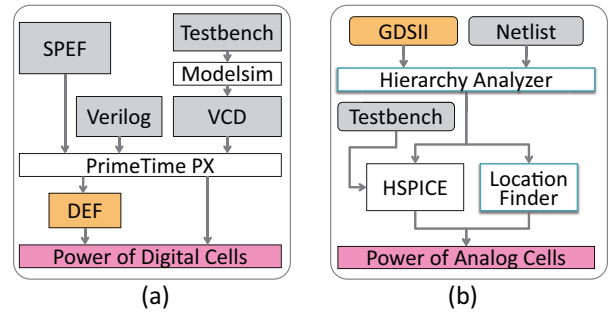 SPEF
Testbench
Modelsim
Verilog
VCD
PrimeTime PX
DEF
Power of Digital Cells
(a)
GDSII
Netlist
Hierarchy Analyzer
Testbench
HSPICE
Location
Finder
Power of Analog Cells
(b)